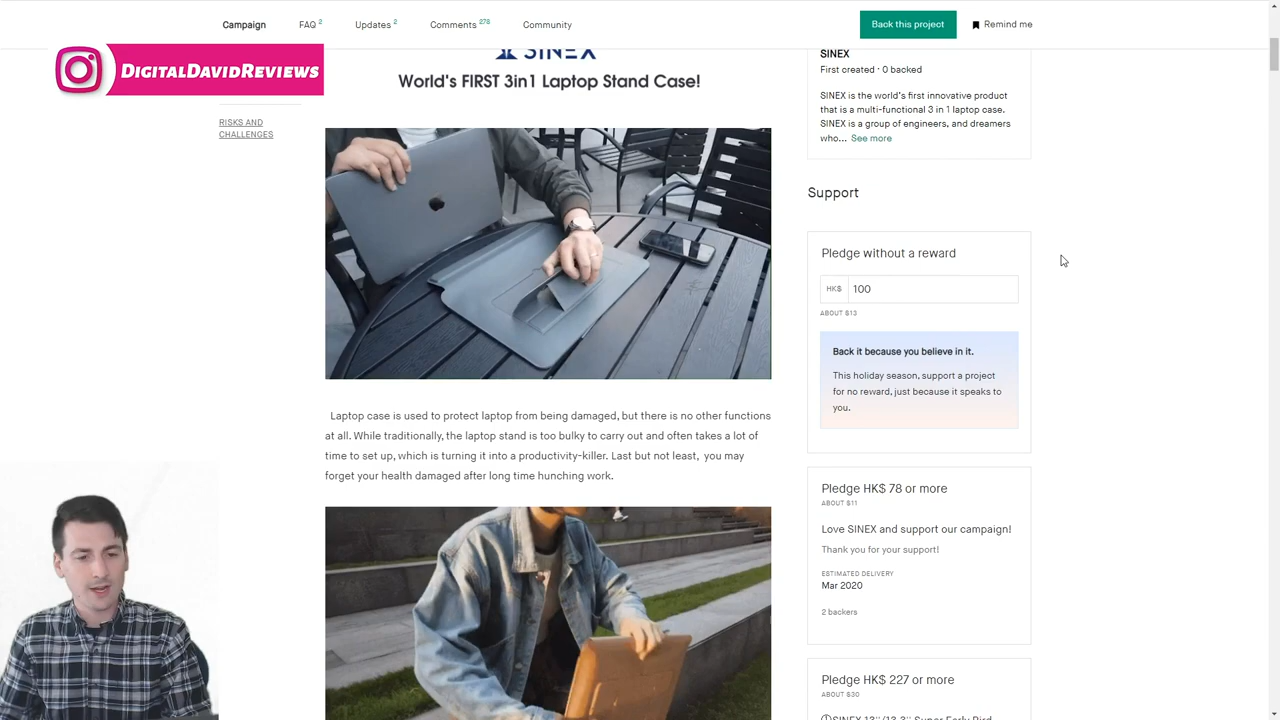 Campaign
FAQ 2
Updates 2
Comments 278
Community
Back this project
Remind me
DigitalDavidReviews
RISKS AND
CHALLENGES
SINEX
World's FIRST 3in1 Laptop Stand Case!
Laptop case is used to protect laptop from being damaged, but there is no other functions
at all. While traditionally, the laptop stand is too bulky to carry out and often takes a lot of
time to set up, which is turning it into a productivity-killer. Last but not least, you may
forget your health damaged after long time hunching work.
SINEX
First created · 0 backed
SINEX is the world's first innovative product
that is a multi-functional 3 in 1 laptop case.
SINEX is a group of engineers, and dreamers
who... See more
Support
Pledge without a reward
HK$ 100
ABOUT $13
Back it because you believe in it.
This holiday season, support a project
for no reward, just because it speaks to
you.
Pledge HK$ 78 or more
ABOUT $11
Love SINEX and support our campaign!
Thank you for your support!
ESTIMATED DELIVERY
Mar 2020
2 backers
Pledge HK$ 227 or more
ABOUT $30
SINEX 13"/13.3" Super Early Bird